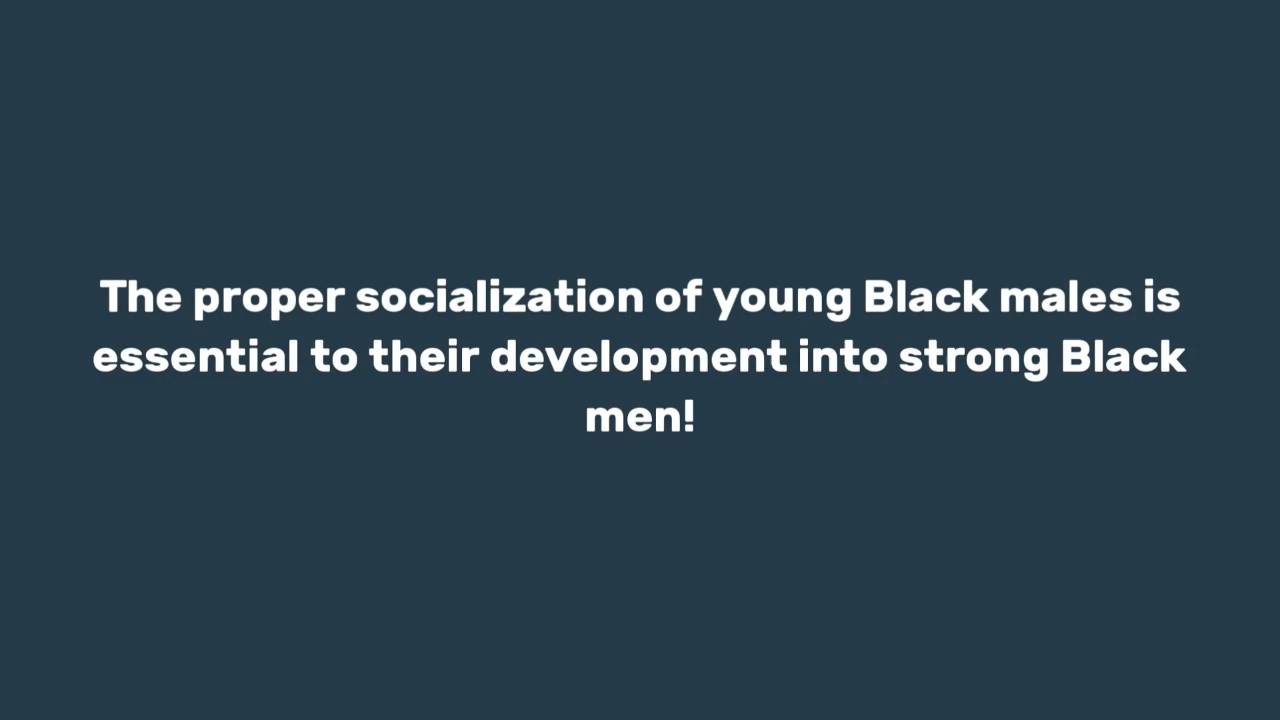 The proper socialization of young Black males is
essential to their development into strong Black
men!